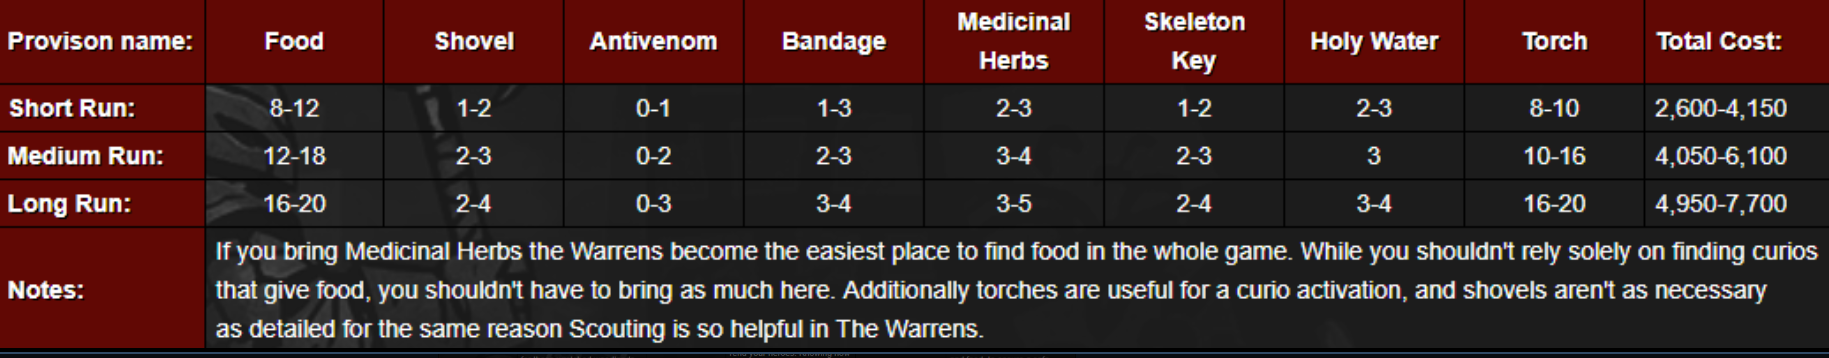 Provison name: Food Shovel Antivenom Bandage Medicinal Herbs Skeleton Key Holy Water Torch Total Cost:
Short Run: 8-12 1-2 0-1 1-3 2-3 1-2 2-3 8-10 2,600-4,150
Medium Run: 12-18 2-3 0-2 2-3 3-4 2-3 3 10-16 4,050-6,100
Long Run: 16-20 2-4 0-3 3-4 3-5 2-4 3-4 16-20 4,950-7,700
Notes:
If you bring Medicinal Herbs the Warrens become the easiest place to find food in the whole game. While you shouldn't rely solely on finding curios
that give food, you shouldn't have to bring as much here. Additionally torches are useful for a curio activation, and shovels aren't as necessary
as detailed for the same reason Scouting is so helpful in The Warrens.